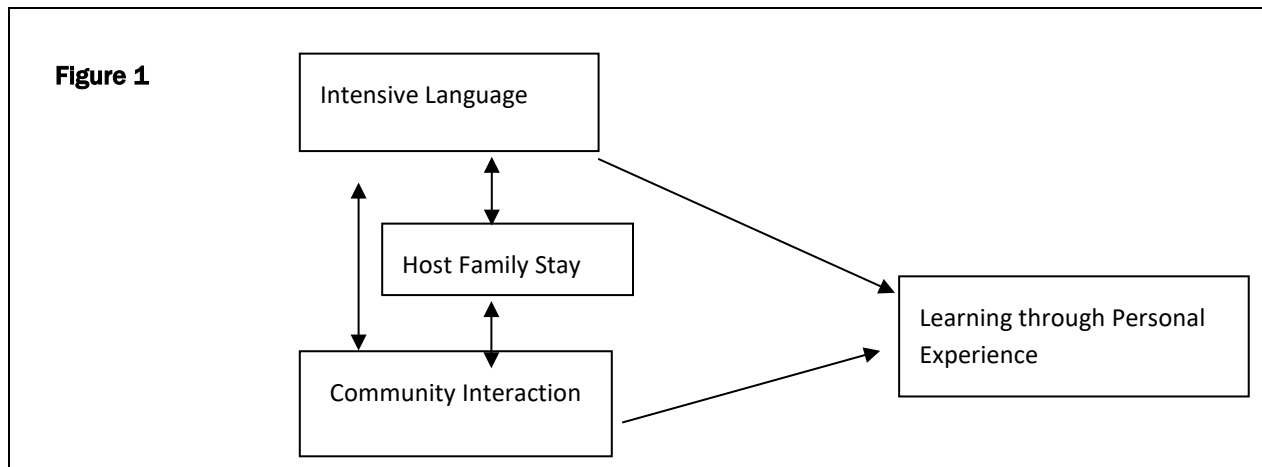 Figure 1
Intensive Language
Host Family Stay
Learning through Personal
Experience
Community Interaction